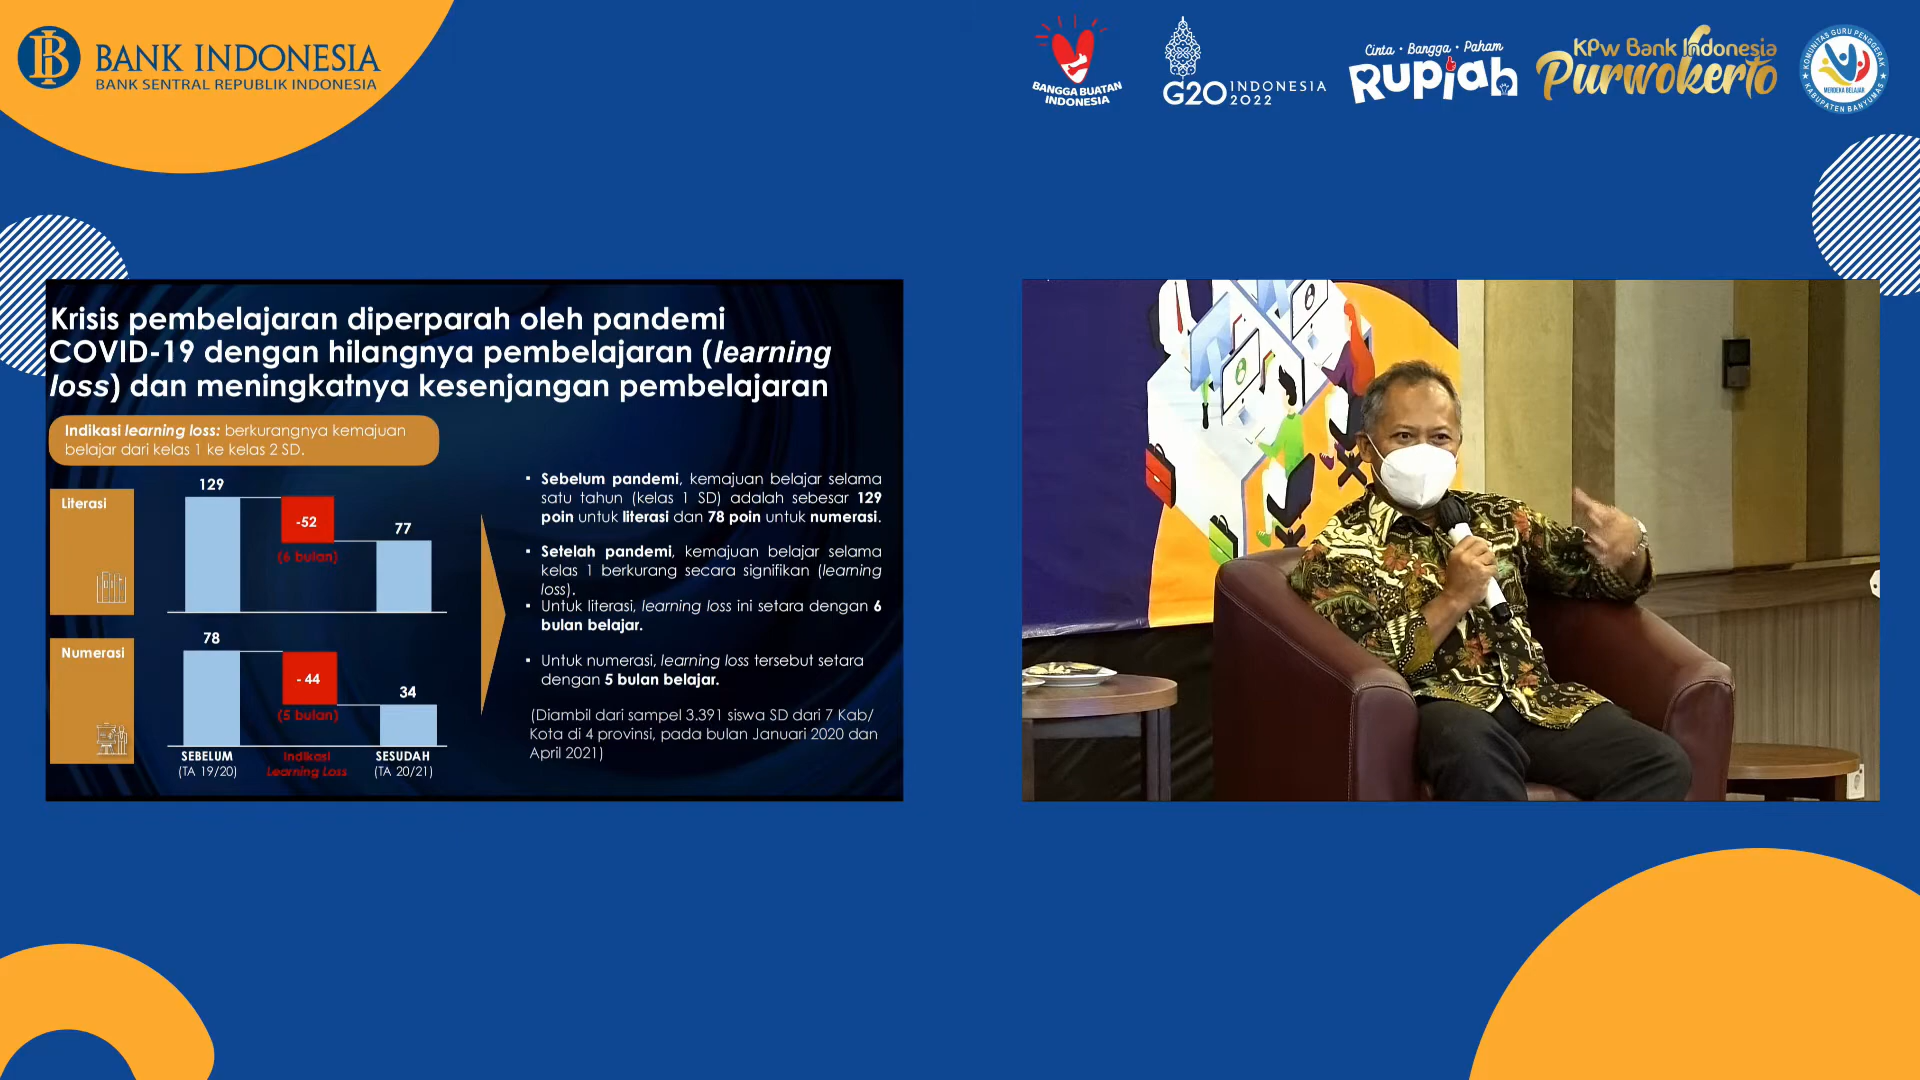 BANK INDONESIA
BANK SENTRAL REPUBLIK INDONESIA
BANGGA BUATAN
INDONESIA
G20 INDONESIA
2022
Cinta • Bangga • Paham
Rupiah
KPw Bank Indonesia
Purwokerto
KOMUNITAS GURU PENGGERAK
MERDEKA BELAJAR
KABUPATEN BANYUMAS
Krisis pembelajaran diperparah oleh pandemi
COVID-19 dengan hilangnya pembelajaran (learning
loss) dan meningkatnya kesenjangan pembelajaran
Indikasi learning loss: berkurangnya kemajuan
belajar dari kelas 1 ke kelas 2 SD.
Literasi
129
-52
(6 bulan)
77
Numerasi
78
- 44
(5 bulan)
34
SEBELUM
(TA 19/20)
Indikasi
Learning Loss
SESUDAH
(TA 20/21)
▪ Sebelum pandemi, kemajuan belajar selama
satu tahun (kelas 1 SD) adalah sebesar 129
poin untuk literasi dan 78 poin untuk numerasi.
▪ Setelah pandemi, kemajuan belajar selama
kelas 1 berkurang secara signifikan (learning
loss).
▪ Untuk literasi, learning loss ini setara dengan 6
bulan belajar.
▪ Untuk numerasi, learning loss tersebut setara
dengan 5 bulan belajar.
(Diambil dari sampel 3.391 siswa SD dari 7 Kab/
Kota di 4 provinsi, pada bulan Januari 2020 dan
April 2021)